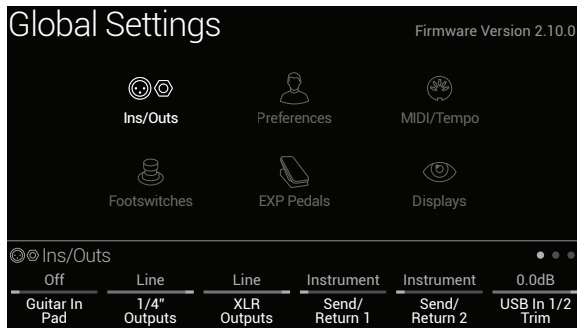 Global Settings
Firmware Version 2.10.0
Ins/Outs
Preferences
MIDI/Tempo
Footswitches
EXP Pedals
Displays
Ins/Outs
Off
Line
Line
Instrument
Instrument
0.0dB
Guitar In
Pad
1/4"
Outputs
XLR
Outputs
Send/
Return 1
Send/
Return 2
USB In 1/2
Trim